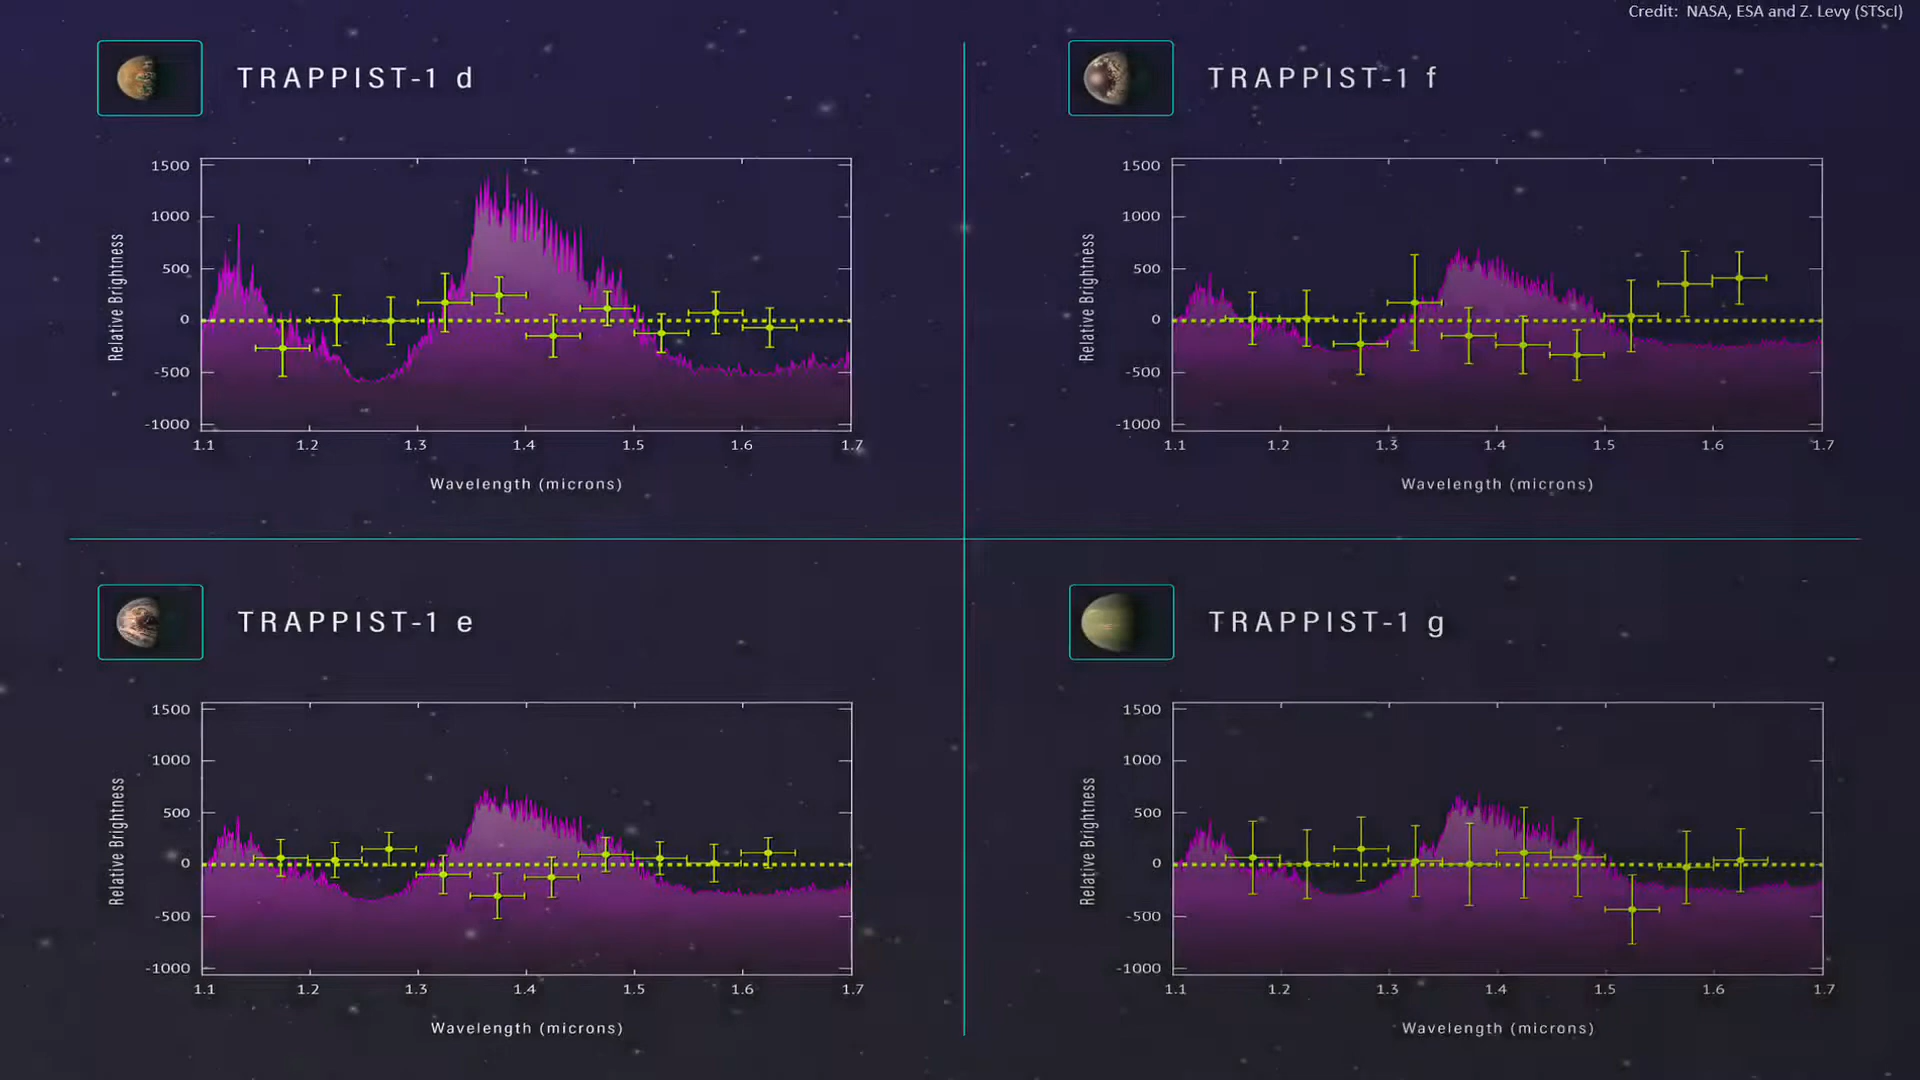 Credit: NASA, ESA and Z. Levy (STScI)
TRAPPIST-1 d
1500
1000
500
0
-500
-1000
Relative Brightness
1.1 1.2 1.3 1.4 1.5 1.6 1.7
Wavelength (microns)
TRAPPIST-1 f
1500
1000
500
0
-500
-1000
Relative Brightness
1.1 1.2 1.3 1.4 1.5 1.6 1.7
Wavelength (microns)
TRAPPIST-1 e
1500
1000
500
0
-500
-1000
Relative Brightness
1.1 1.2 1.3 1.4 1.5 1.6 1.7
Wavelength (microns)
TRAPPIST-1 g
1500
1000
500
0
-500
-1000
Relative Brightness
1.1 1.2 1.3 1.4 1.5 1.6 1.7
Wavelength (microns)